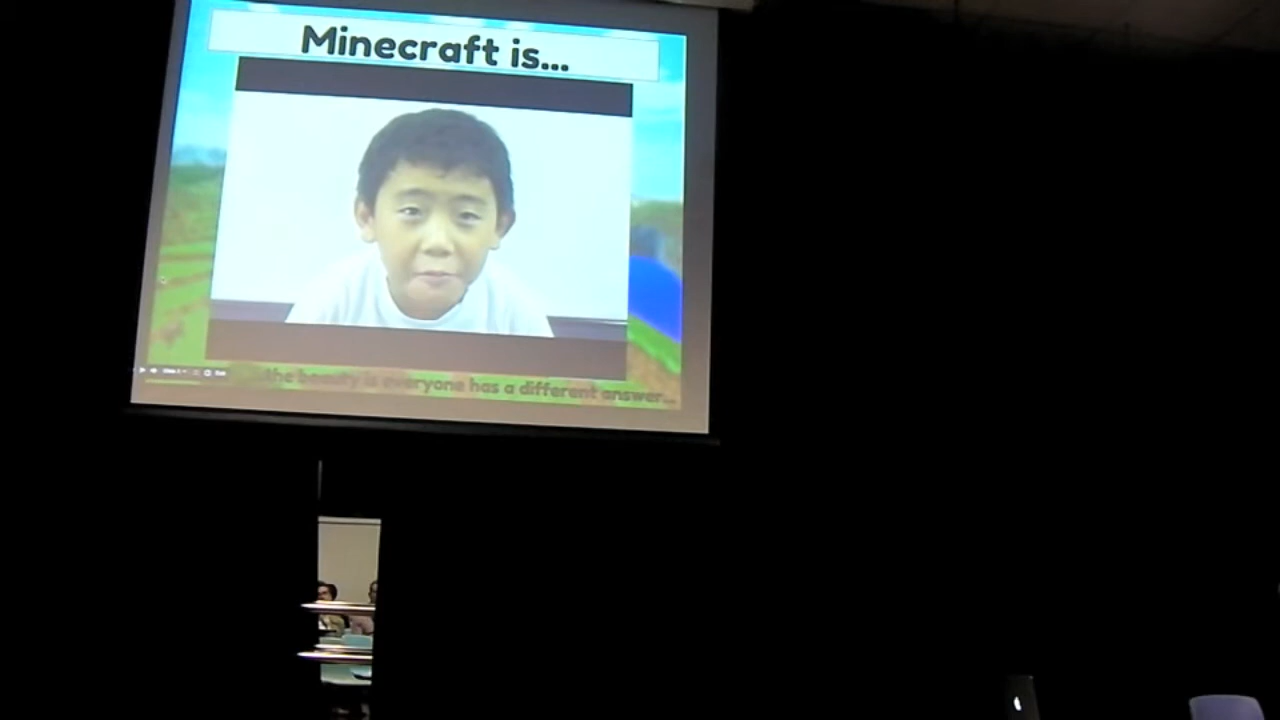 Minecraft is...
the beauty is everyone has a different answer...